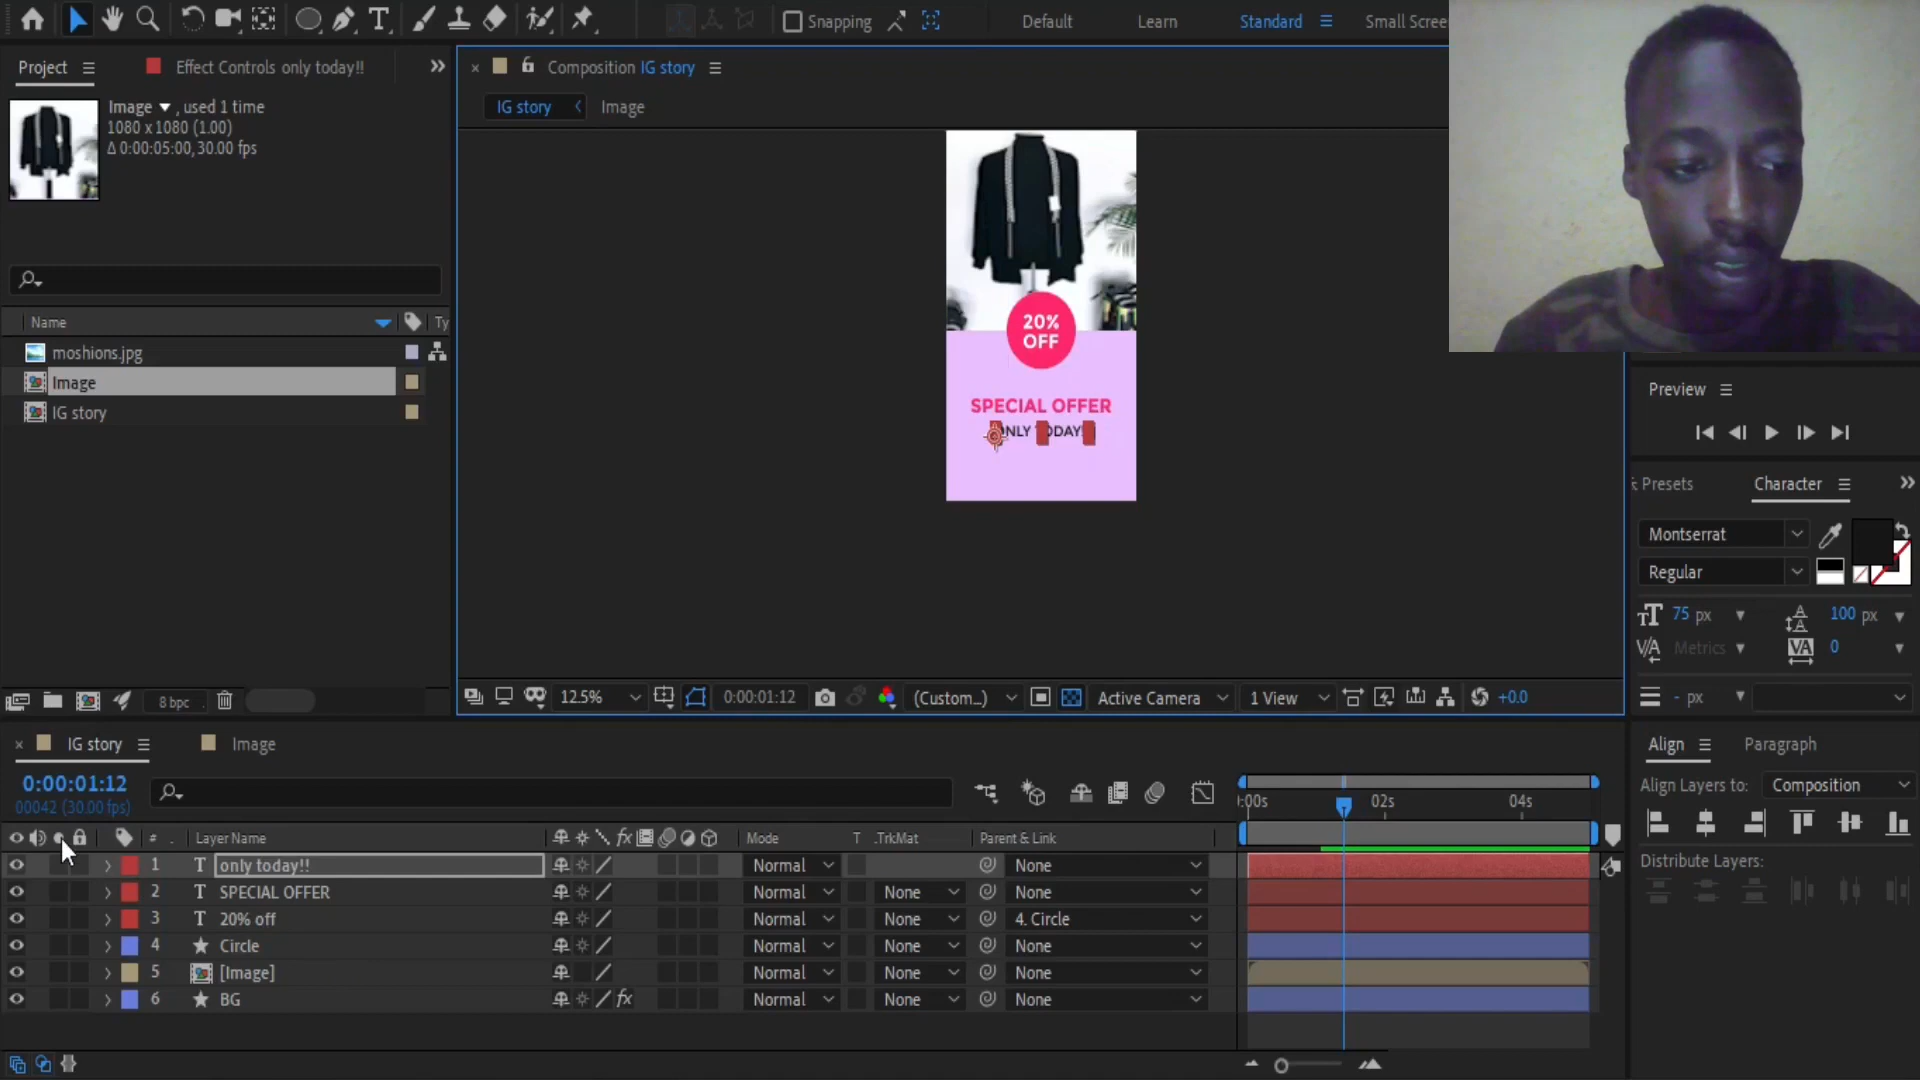 Snapping
Default
Learn
Standard
Small Scree
Project
Effect Controls only today!!
Composition IG story
IG story
Image
Image , used 1 time
1080 x 1080 (1.00)
Δ 0:00:05:00, 30.00 fps
Name
Ty
moshions.jpg
Image
IG story
20%
OFF
SPECIAL OFFER
8 bpc
12.5%
0:00:01:12
(Custom...)
Active Camera
1 View
+0.0
Preview
Presets
Character
Montserrat
Regular
75 px
100 px
Metrics
0
- px
Align
Paragraph
Align Layers to:
Composition
Distribute Layers:
IG story
Image
0:00:01:12
00042 (30.00 fps)
# . Layer Name
Mode
T .TrkMat
Parent & Link
:00s
02s
04s
1 T only today!! Normal None
2 T SPECIAL OFFER Normal None None
3 T 20% off Normal None 4. Circle
4 Circle Normal None None
5 [Image] Normal None None
6 BG fx Normal None None